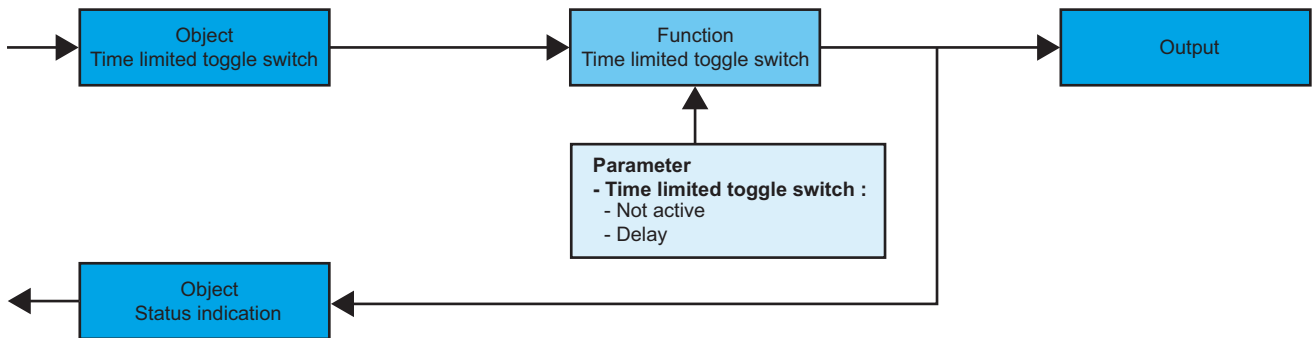 Object
Time limited toggle switch
Function
Time limited toggle switch
Output
Parameter
- Time limited toggle switch :
- Not active
- Delay
Object
Status indication